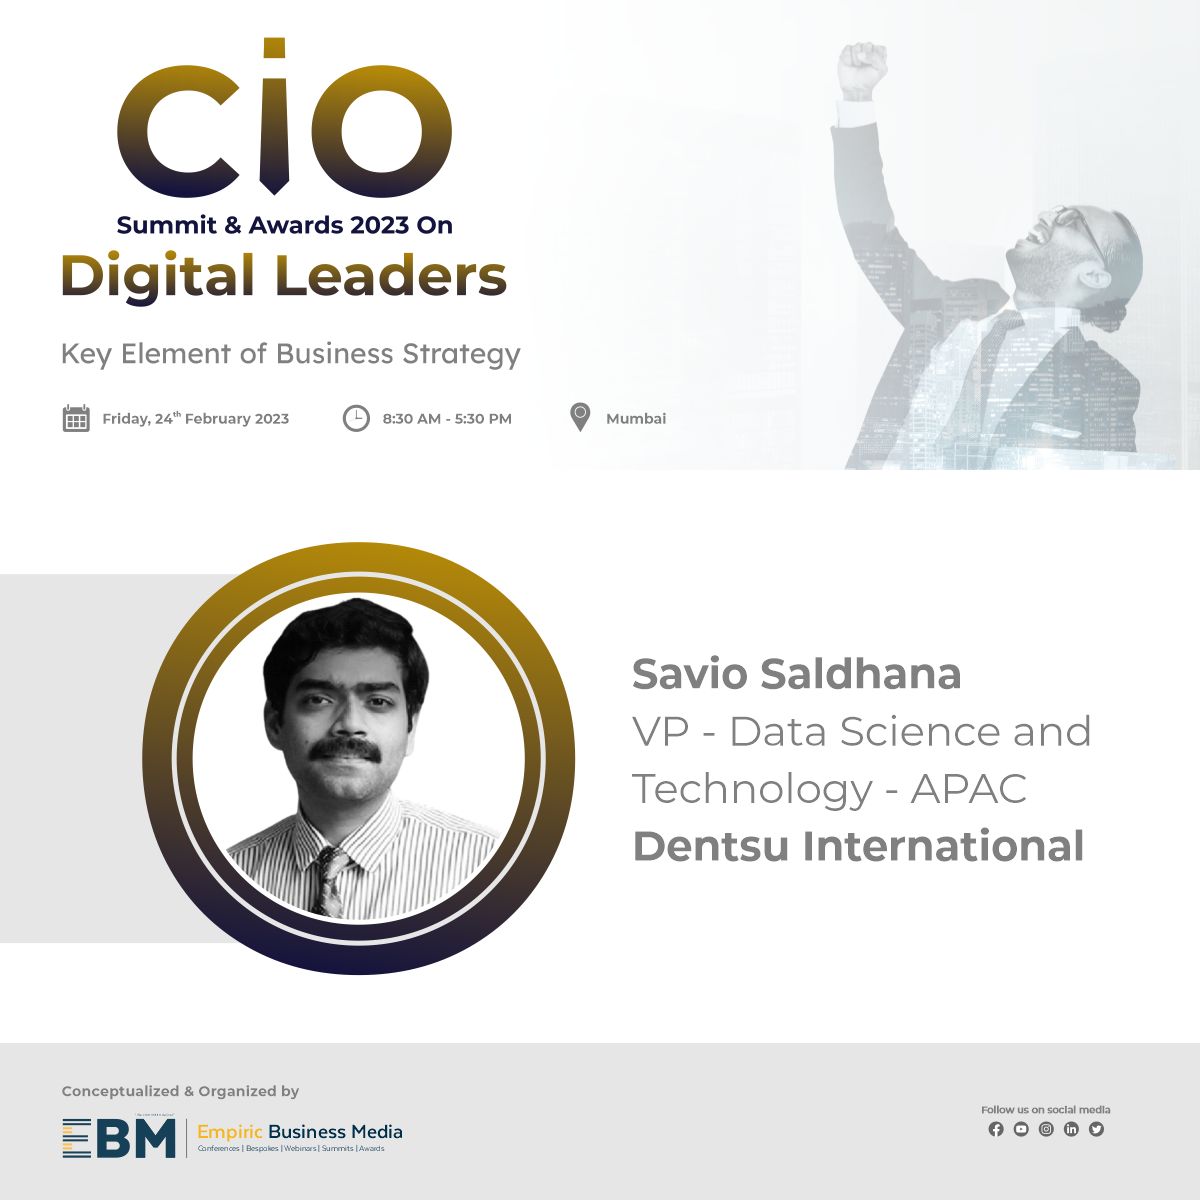 cio
Summit & Awards 2023 On
Digital Leaders
Key Element of Business Strategy
Friday, 24th February 2023
8:30 AM - 5:30 PM
Mumbai
Savio Saldhana
VP - Data Science and
Technology - APAC
Dentsu International
Conceptualized & Organized by
EBM
Empiric Business Media
Conferences | Bespokes | Webinars | Summits | Awards
Follow us on social media